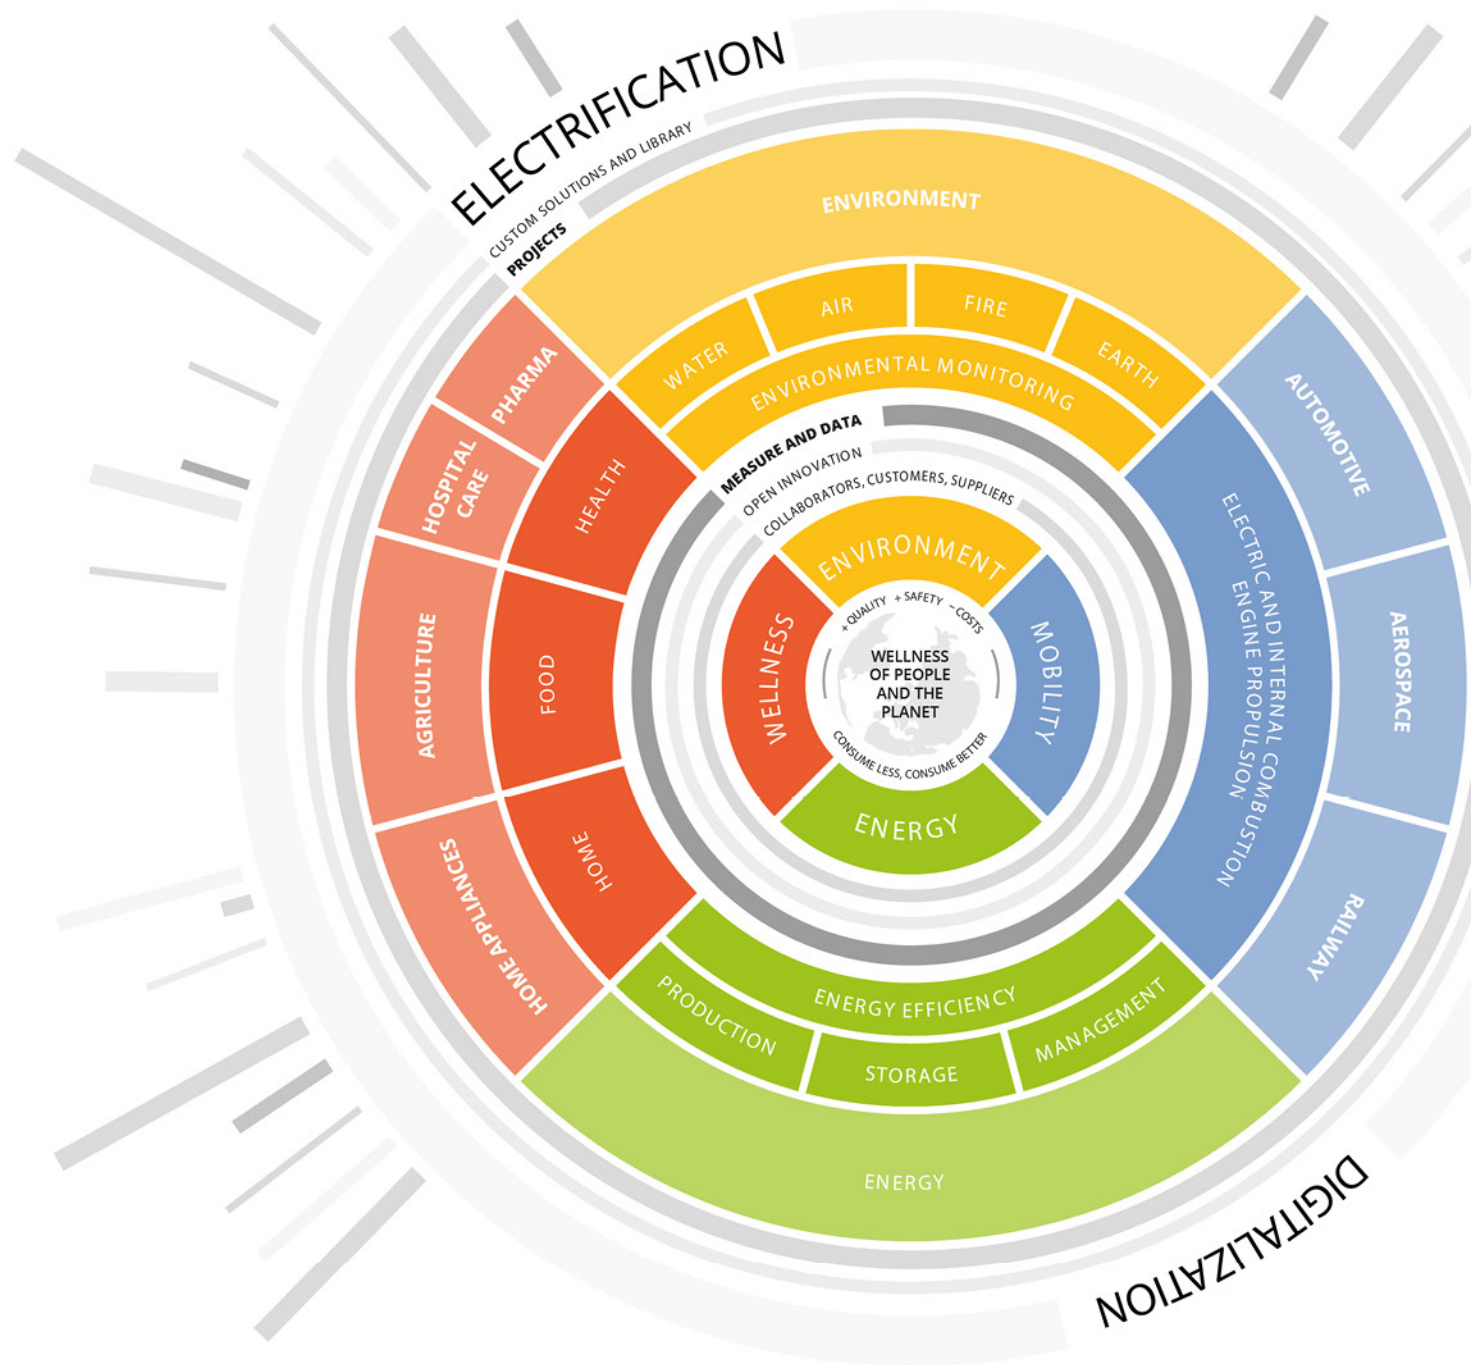 ELECTRIFICATION
CUSTOM SOLUTIONS AND LIBRARY
PROJECTS
ENVIRONMENT
WATER
AIR
FIRE
EARTH
ENVIRONMENTAL MONITORING
PHARMA
HOSPITAL
CARE
AGRICULTURE
HOME APPLIANCES
HEALTH
FOOD
HOME
MEASURE AND DATA
OPEN INNOVATION
COLLABORATORS, CUSTOMERS, SUPPLIERS
ENVIRONMENT
WELLNESS
MOBILITY
ENERGY
+ QUALITY + SAFETY − COSTS
WELLNESS
OF PEOPLE
AND THE
PLANET
CONSUME LESS, CONSUME BETTER
ELECTRIC AND INTERNAL COMBUSTION
ENGINE PROPULSION
AUTOMOTIVE
AEROSPACE
RAILWAY
ENERGY EFFICIENCY
PRODUCTION
STORAGE
MANAGEMENT
ENERGY
DIGITALIZATION